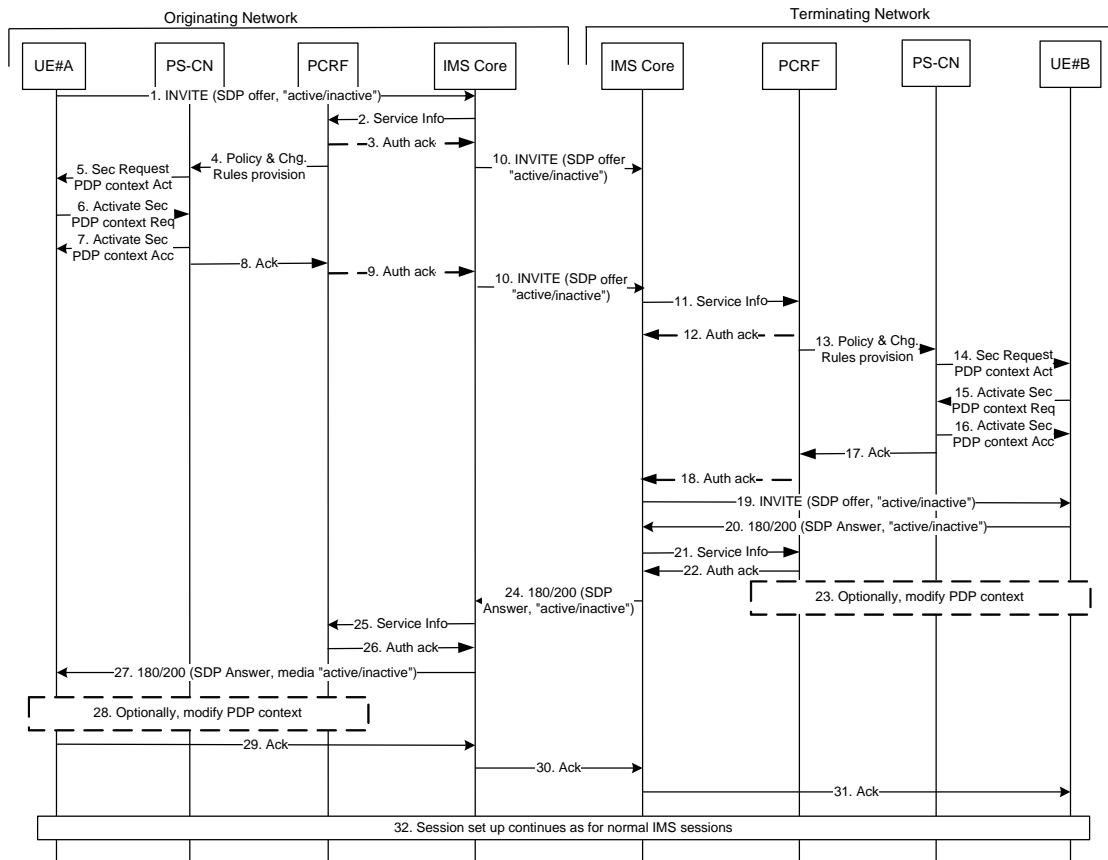 Originating Network
Terminating Network
UE#A
PS-CN
PCRF
IMS Core
IMS Core
PCRF
PS-CN
UE#B
1. INVITE (SDP offer, "active/inactive")
2. Service Info
3. Auth ack
4. Policy & Chg.
Rules provision
10. INVITE (SDP offer
"active/inactive")
5. Sec Request
PDP context Act
6. Activate Sec
PDP context Req
7. Activate Sec
PDP context Acc
8. Ack
9. Auth ack
10. INVITE (SDP offer
"active/inactive")
11. Service Info
12. Auth ack
13. Policy & Chg.
Rules provision
14. Sec Request
PDP context Act
15. Activate Sec
PDP context Req
16. Activate Sec
PDP context Acc
17. Ack
18. Auth ack
19. INVITE (SDP offer, "active/inactive")
20. 180/200 (SDP Answer, "active/inactive")
21. Service Info
22. Auth ack
23. Optionally, modify PDP context
24. 180/200 (SDP
Answer, "active/inactive")
25. Service Info
26. Auth ack
27. 180/200 (SDP Answer, media "active/inactive")
28. Optionally, modify PDP context
29. Ack
30. Ack
31. Ack
32. Session set up continues as for normal IMS sessions